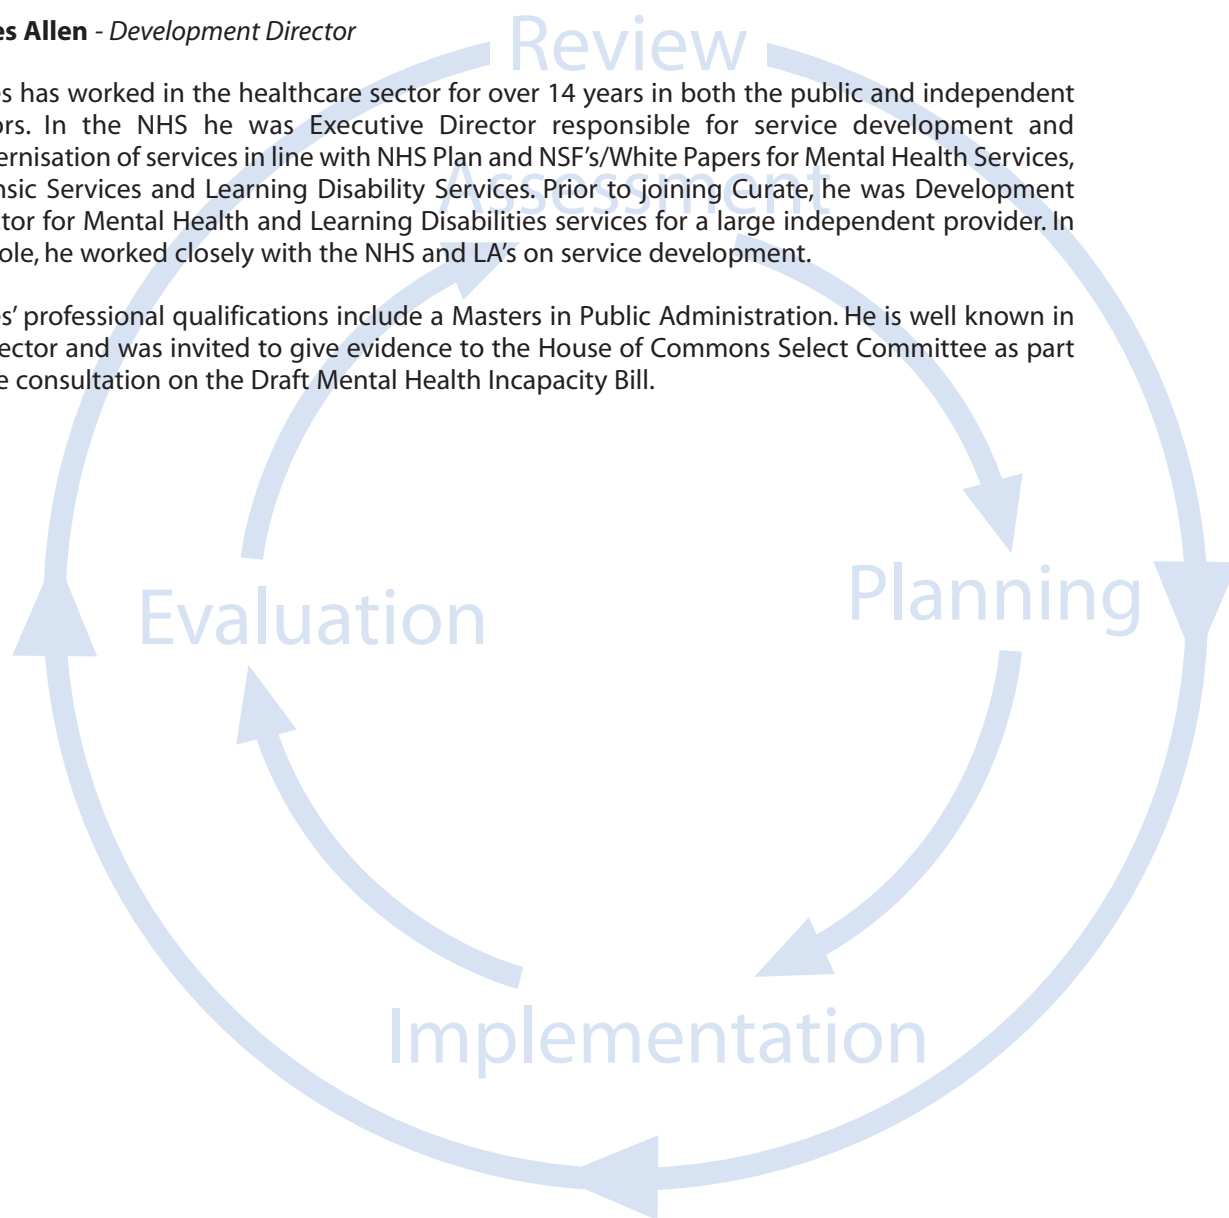 es Allen - Development Director
Review
es has worked in the healthcare sector for over 14 years in both the public and independent
ors. In the NHS he was Executive Director responsible for service development and
ernisation of services in line with NHS Plan and NSF's/White Papers for Mental Health Services,
nsic Services and Learning Disability Services. Prior to joining Curate, he was Development
Assessment
tor for Mental Health and Learning Disabilities services for a large independent provider. In
ole, he worked closely with the NHS and LA's on service development.
es' professional qualifications include a Masters in Public Administration. He is well known in
ector and was invited to give evidence to the House of Commons Select Committee as part
e consultation on the Draft Mental Health Incapacity Bill.
Evaluation
Planning
Implementation